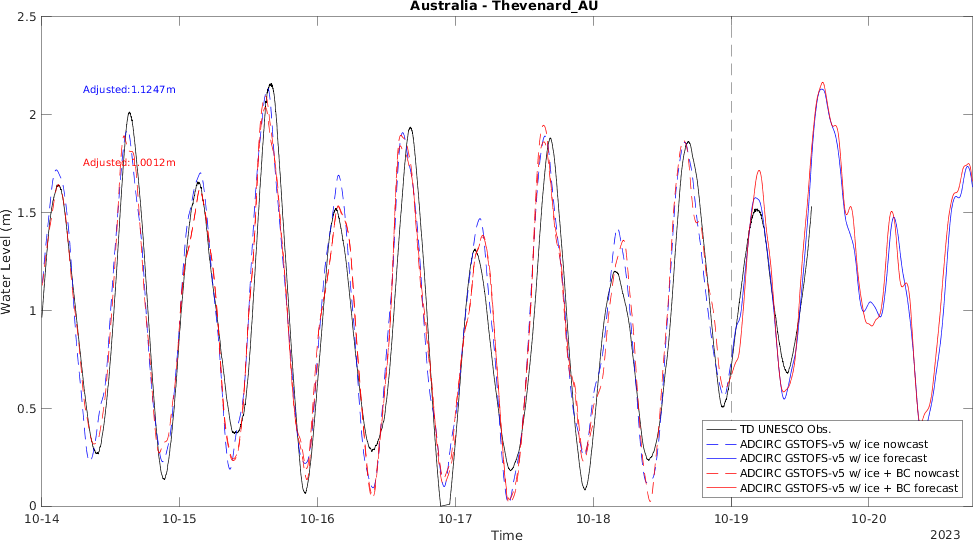 Australia - Thevenard_AU
2.5
2
1.5
1
0.5
0
Water Level (m)
Adjusted:1.1247m
Adjusted:1.0012m
TD UNESCO Obs.
ADCIRC GSTOFS-v5 w/ ice nowcast
ADCIRC GSTOFS-v5 w/ ice forecast
ADCIRC GSTOFS-v5 w/ ice + BC nowcast
ADCIRC GSTOFS-v5 w/ ice + BC forecast
10-14 10-15 10-16 10-17 10-18 10-19 10-20
Time
2023